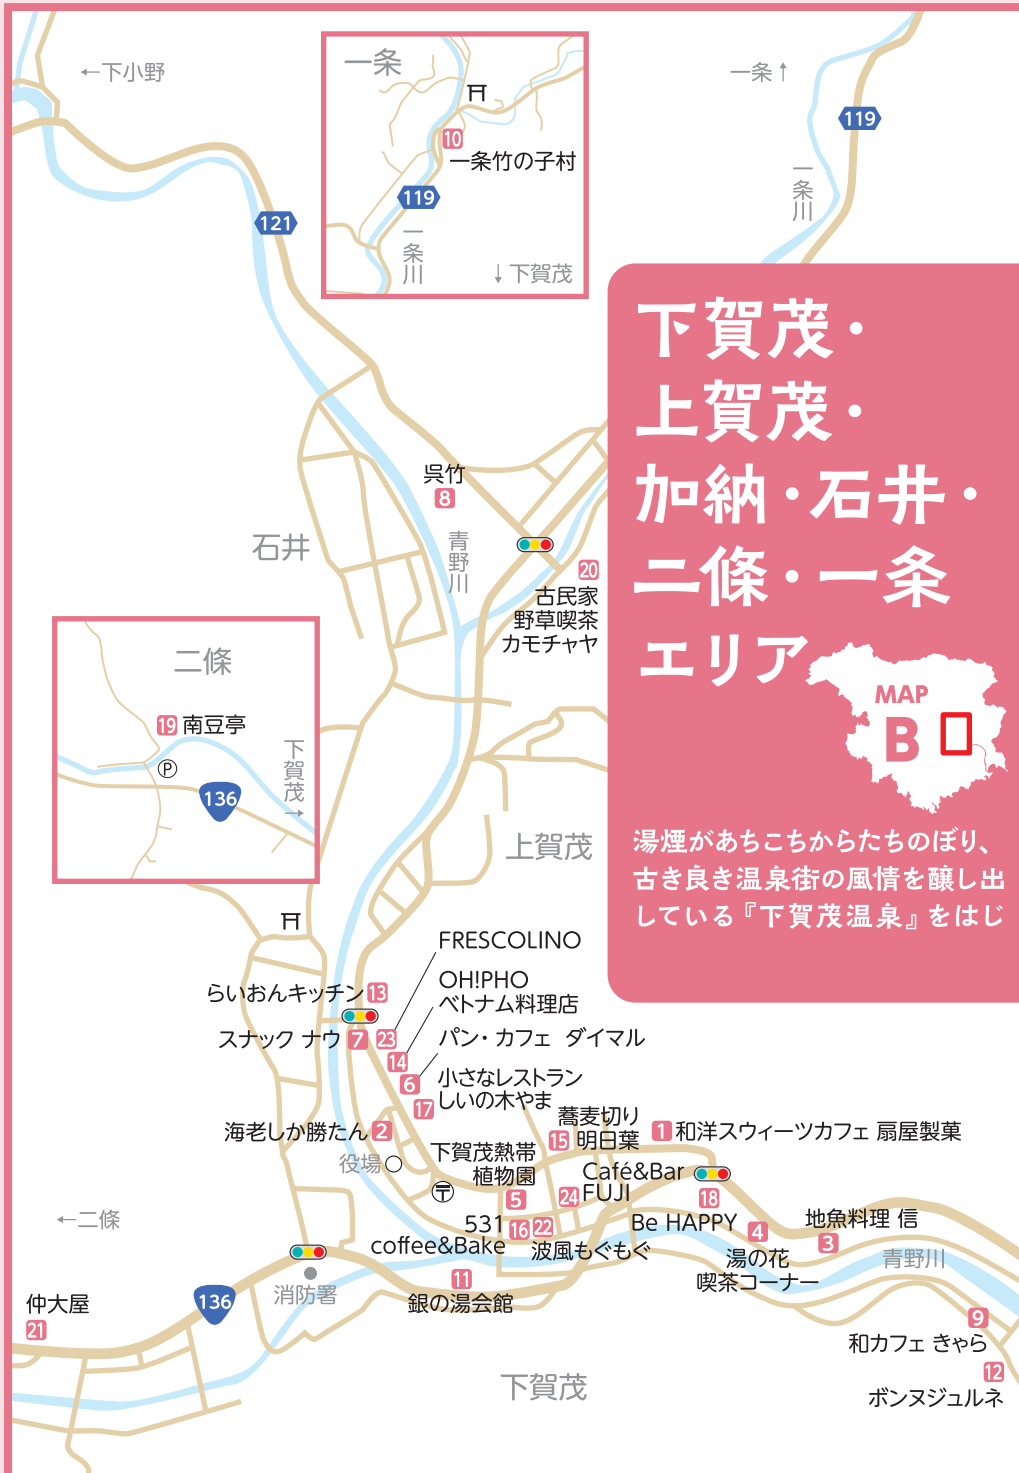 ←下小野
一条
10
一条竹の子村
119
一条川
↓下賀茂
一条↑
119
一条川
121
下賀茂・
上賀茂・
加納・石井・
二條・一条
エリア
MAP
B
湯煙があちこちからたちのぼり、
古き良き温泉街の風情を醸し出
している『下賀茂温泉』をはじ
呉竹
8
青野川
石井
20
古民家
野草喫茶
カモチャヤ
二條
19 南豆亭
P
136
下賀茂→
上賀茂
FRESCOLINO
OH!PHO
ベトナム料理店
らいおんキッチン 13
スナック ナウ 7
23
パン・カフェ ダイマル
14
6
小さなレストラン
しいの木やま
17
海老しか勝たん 2
役場
〒
下賀茂熱帯
植物園
5
蕎麦切り
明日葉
15
1 和洋スウィーツカフェ 扇屋製菓
Café&Bar
FUJI
24
18
Be HAPPY
531
coffee&Bake
16
22
波風もぐもぐ
4
湯の花
喫茶コーナー
地魚料理 信
3
青野川
←二條
消防署
136
11
銀の湯会館
仲大屋
21
9
和カフェ きゃら
12
ボンヌジュルネ
下賀茂